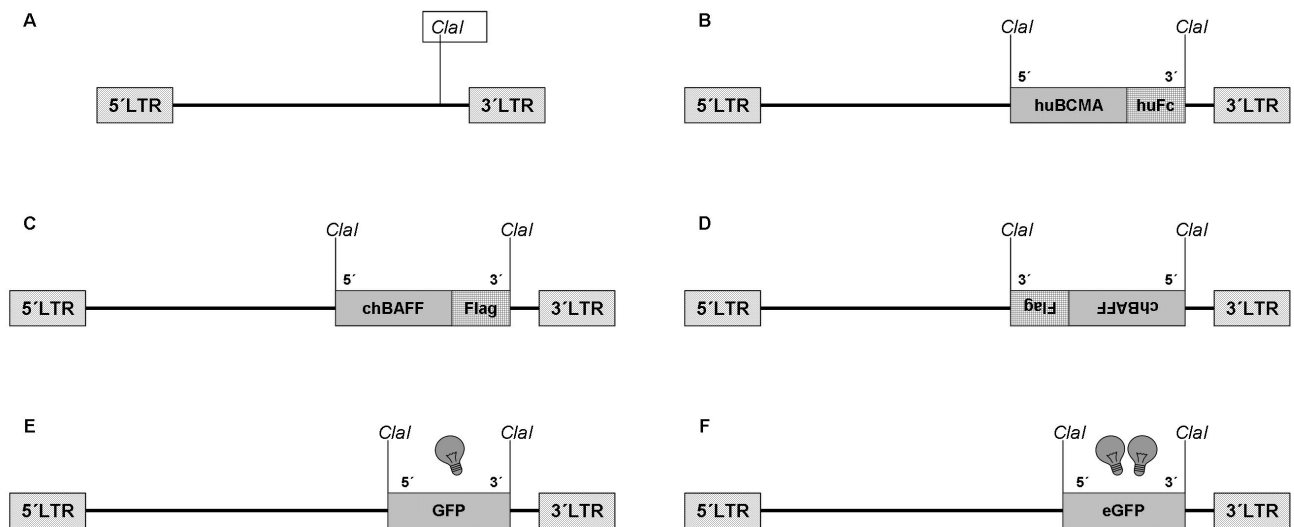 A
ClaI
5´LTR
3´LTR
B
ClaI
ClaI
5´
3´
5´LTR
huBCMA
huFc
3´LTR
C
ClaI
ClaI
5´
3´
5´LTR
chBAFF
Flag
3´LTR
D
ClaI
ClaI
3´
5´
5´LTR
Flag
chBAFF
3´LTR
E
ClaI
ClaI
5´
3´
5´LTR
GFP
3´LTR
F
ClaI
ClaI
5´
3´
5´LTR
eGFP
3´LTR